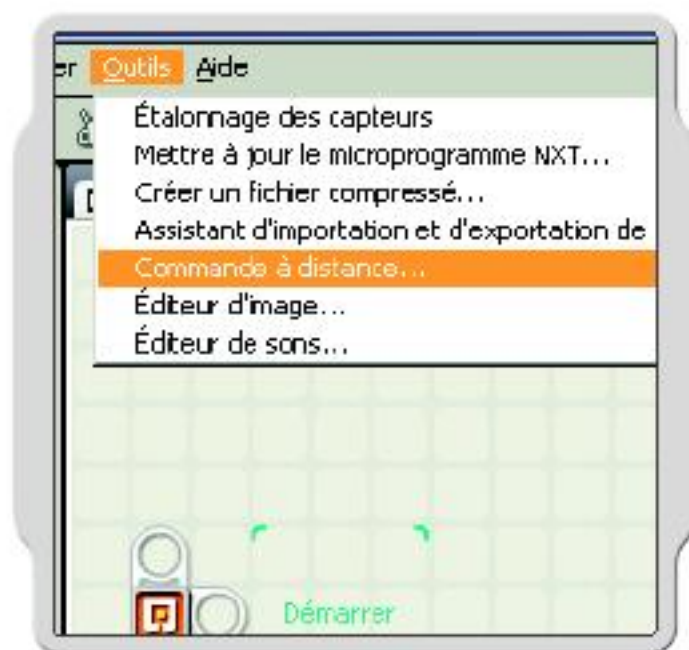 er Outils Aide
Étalonnage des capteurs
Mettre à jour le microprogramme NXT...
Créer un fichier compressé...
Assistant d'importation et d'exportation de
Commande à distance...
Éditeur d'image...
Éditeur de sons...
Démarrer